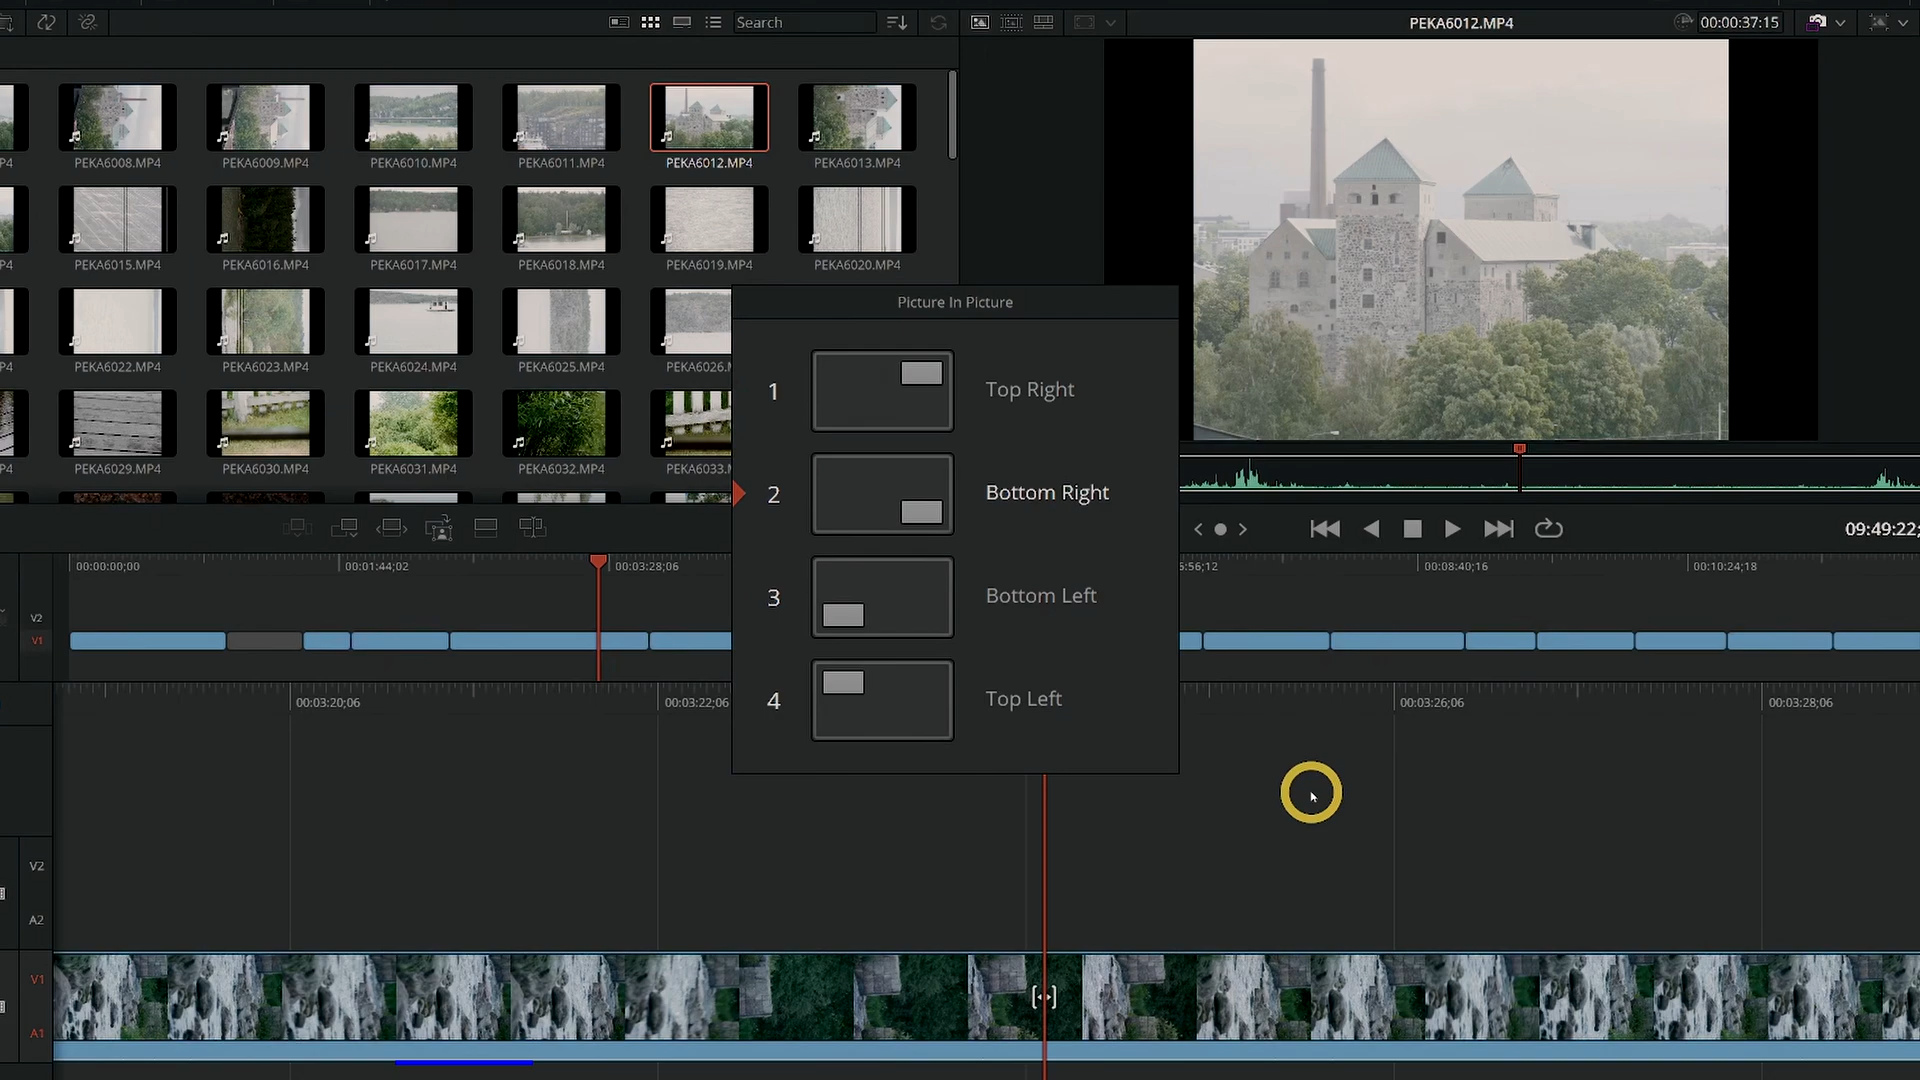 Search
PEKA6012.MP4
00:00:37:15
P4
PEKA6008.MP4
PEKA6009.MP4
PEKA6010.MP4
PEKA6011.MP4
PEKA6012.MP4
PEKA6013.MP4
P4
PEKA6015.MP4
PEKA6016.MP4
PEKA6017.MP4
PEKA6018.MP4
PEKA6019.MP4
PEKA6020.MP4
P4
PEKA6022.MP4
PEKA6023.MP4
PEKA6024.MP4
PEKA6025.MP4
PEKA6026.
P4
PEKA6029.MP4
PEKA6030.MP4
PEKA6031.MP4
PEKA6032.MP4
PEKA6033.
Picture In Picture
1 Top Right
2 Bottom Right
3 Bottom Left
4 Top Left
09:49:22;
00:00:00;00
00:01:44;02
00:03:28;06
5:56;12
00:08:40;16
00:10:24;18
V2
V1
00:03:20;06
00:03:22;06
00:03:26;06
00:03:28;06
V2
A2
V1
A1